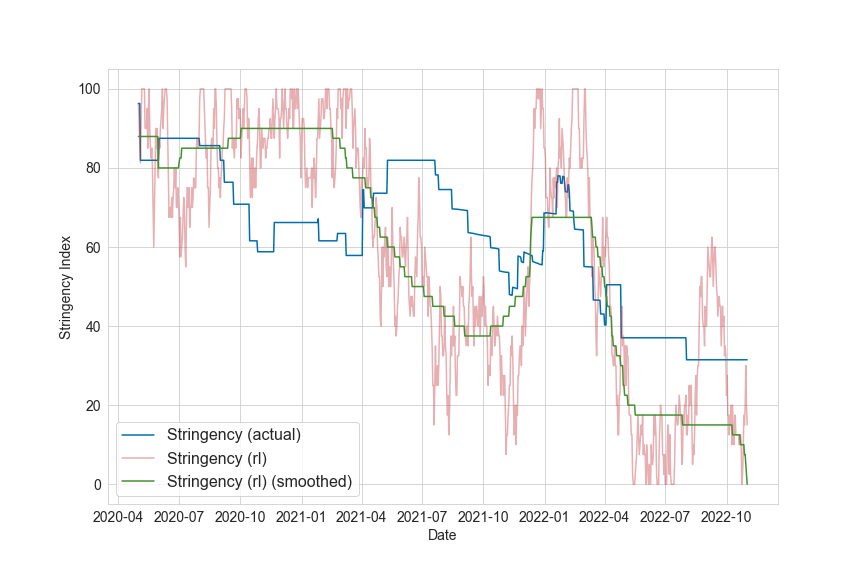 100
80
60
40
20
0
Stringency Index
Stringency (actual)
Stringency (rl)
Stringency (rl) (smoothed)
2020-04 2020-07 2020-10 2021-01 2021-04 2021-07 2021-10 2022-01 2022-04 2022-07 2022-10
Date